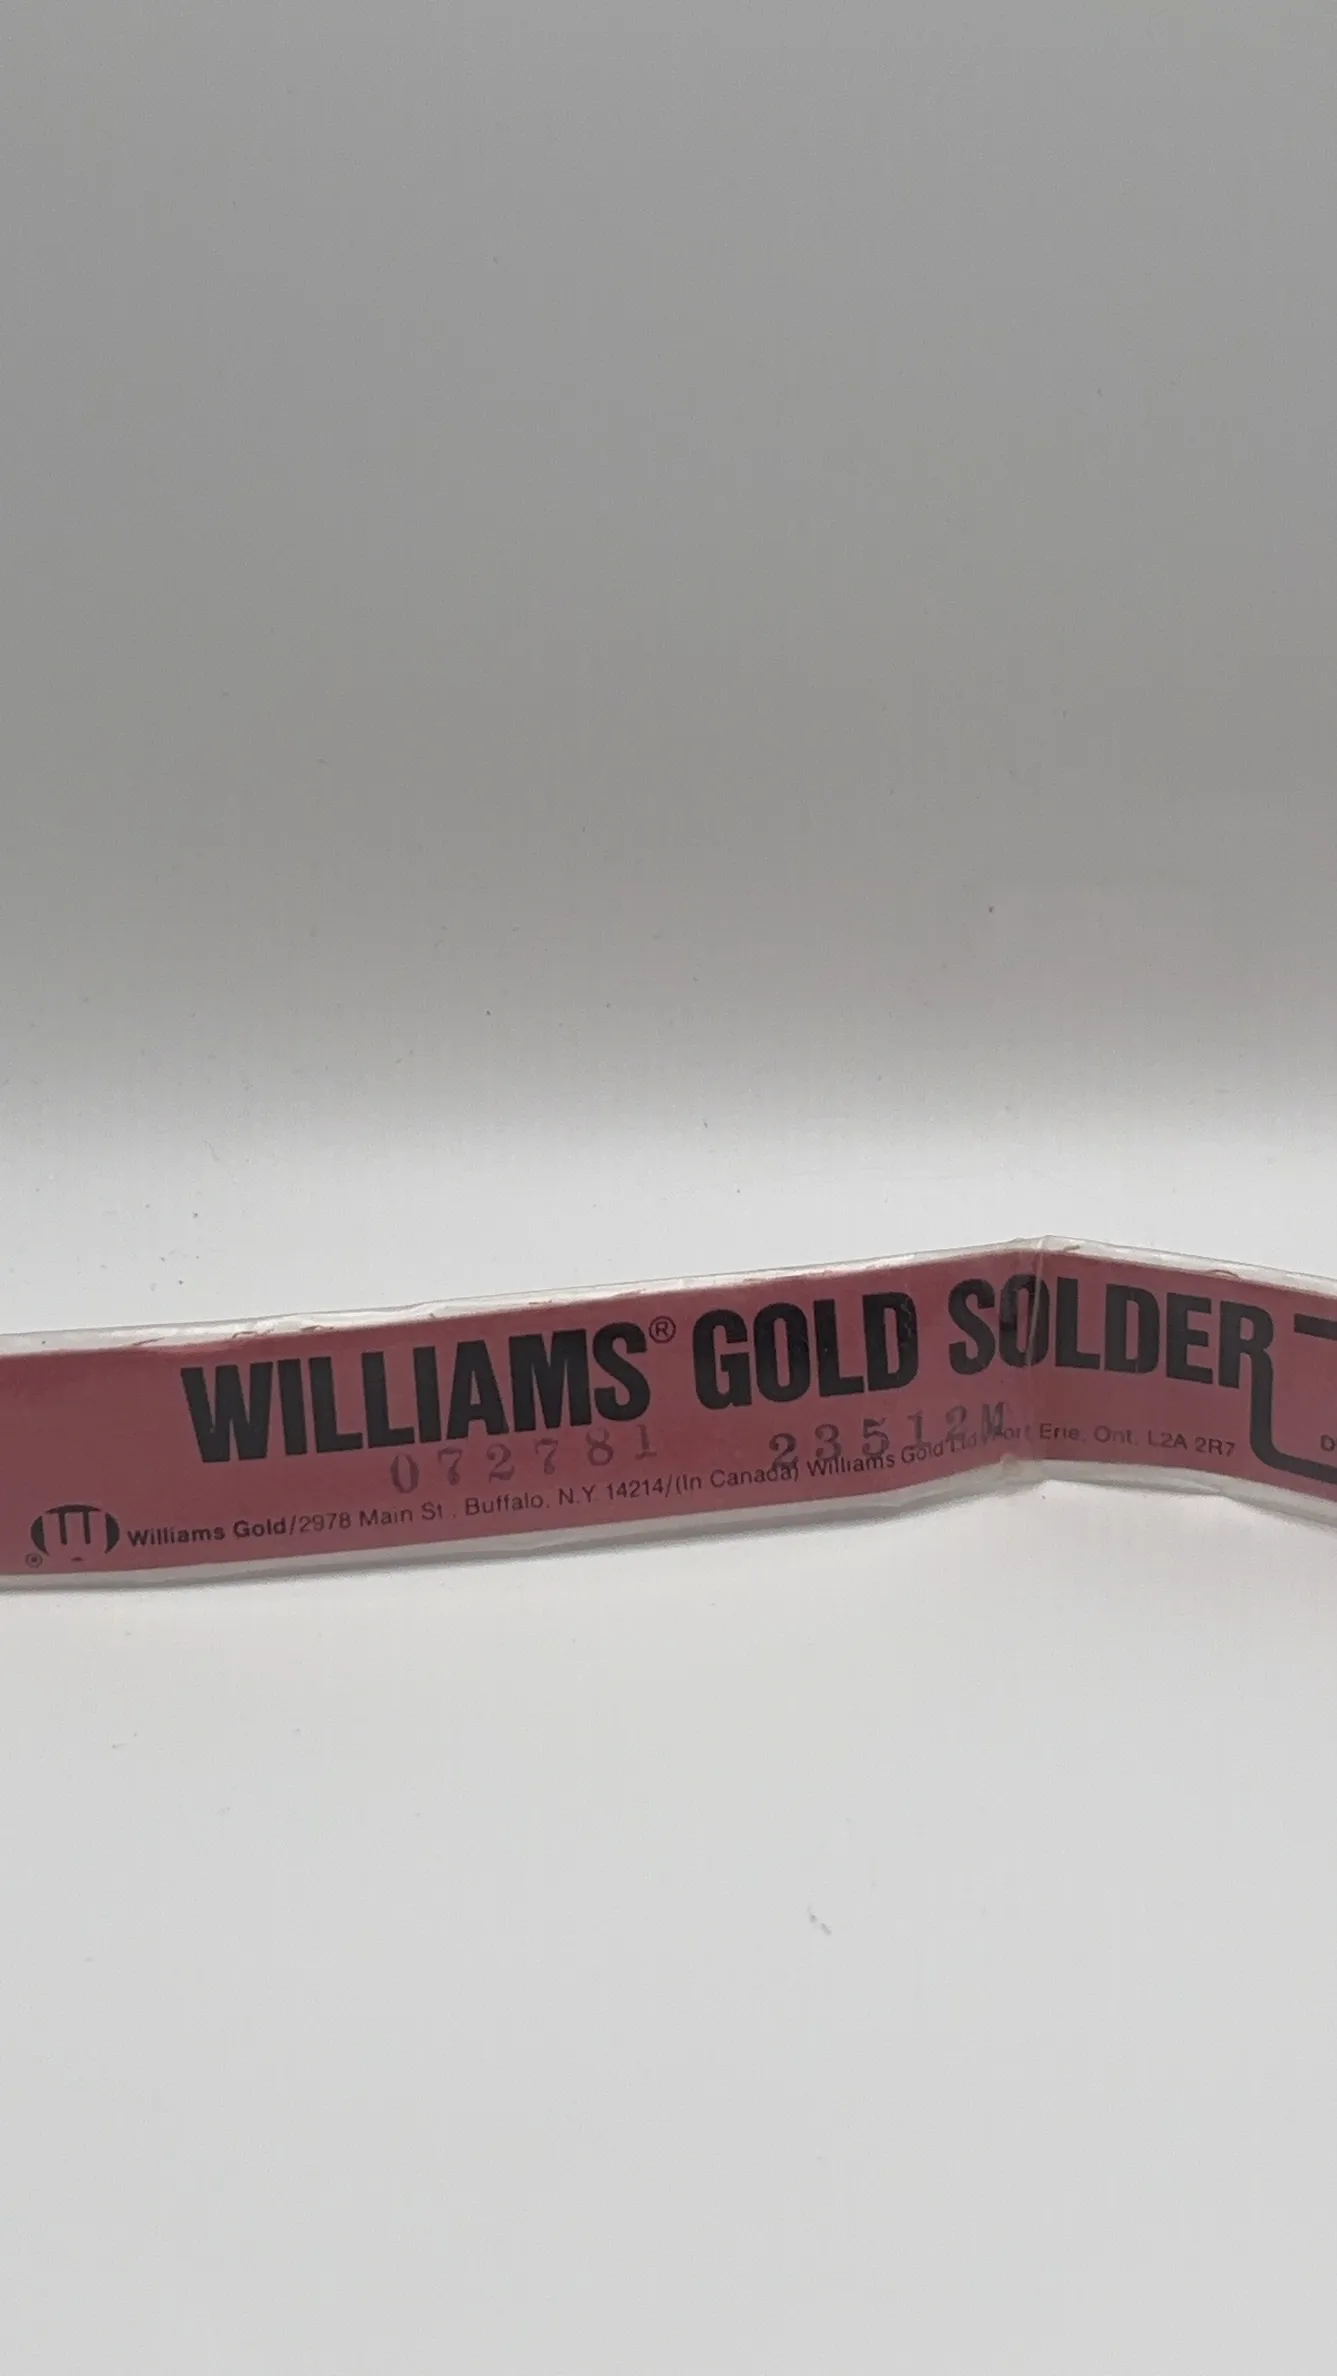 WILLIAMS® GOLD SOLDER
072781 23512M
Williams Gold/2978 Main St., Buffalo, N.Y. 14214/(In Canada) Williams Gold Ltd Fort Erie, Ont. L2A 2R7